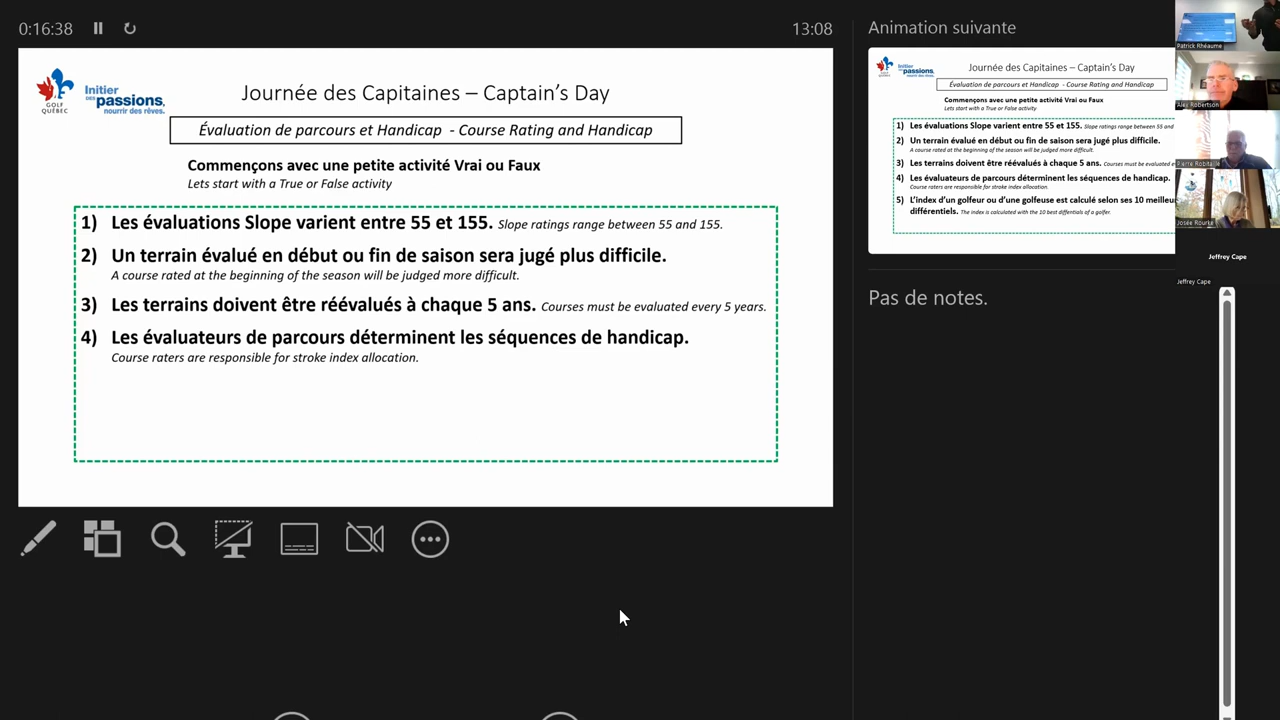 0:16:38
13:08
GOLF
QUÉBEC
Initier
DES passions,
nourrir des rêves.
Journée des Capitaines – Captain's Day
Évaluation de parcours et Handicap - Course Rating and Handicap
Commençons avec une petite activité Vrai ou Faux
Lets start with a True or False activity
1) Les évaluations Slope varient entre 55 et 155. Slope ratings range between 55 and 155.
2) Un terrain évalué en début ou fin de saison sera jugé plus difficile.
A course rated at the beginning of the season will be judged more difficult.
3) Les terrains doivent être réévalués à chaque 5 ans. Courses must be evaluated every 5 years.
4) Les évaluateurs de parcours déterminent les séquences de handicap.
Course raters are responsible for stroke index allocation.
Animation suivante
GOLF
QUÉBEC
Initier
DES passions,
nourrir des rêves.
Journée des Capitaines – Captain's Day
Évaluation de parcours et Handicap - Course Rating and Handicap
Commençons avec une petite activité Vrai ou Faux
Lets start with a True or False activity
1) Les évaluations Slope varient entre 55 et 155. Slope ratings range between 55 and
2) Un terrain évalué en début ou fin de saison sera jugé plus difficile.
A course rated at the beginning of the season will be judged more difficult.
3) Les terrains doivent être réévalués à chaque 5 ans. Courses must be evaluated e
4) Les évaluateurs de parcours déterminent les séquences de handicap.
Course raters are responsible for stroke index allocation.
5) L'index d'un golfeur ou d'une golfeuse est calculé selon ses 10 meilleu
différentiels. The index is calculated with the 10 best diffentials of a golfer.
Pas de notes.
Patrick Rhéaume
Alex Robertson
Pierre Robitaille
Josée Rourke
Jeffrey Cape
Jeffrey Cape